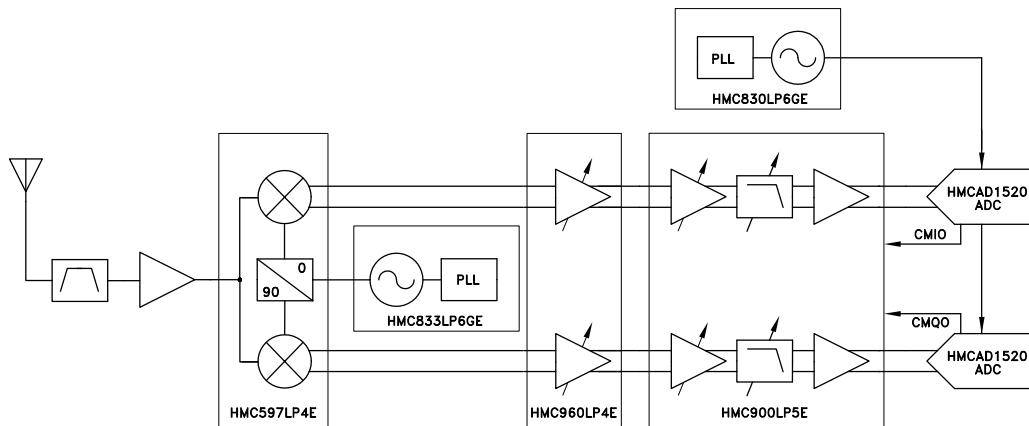 PLL
HMC830LP6GE
HMCAD1520
ADC
CMIO
0
90
PLL
HMC833LP6GE
CMQO
HMCAD1520
ADC
HMC597LP4E
HMC960LP4E
HMC900LP5E